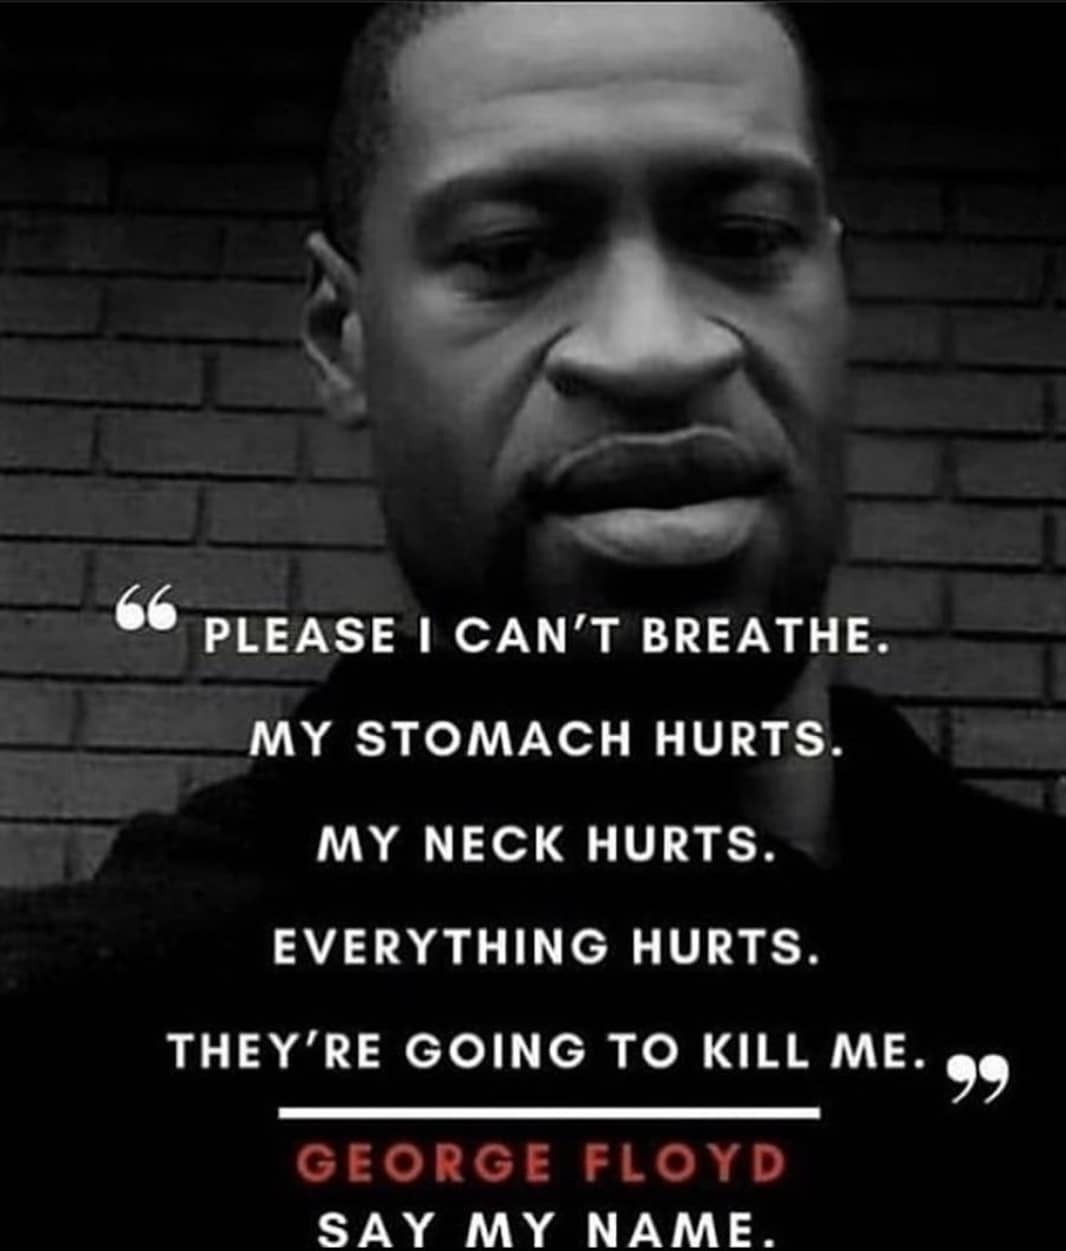 “ PLEASE I CAN’T BREATHE.
MY STOMACH HURTS.
MY NECK HURTS.
EVERYTHING HURTS.
THEY’RE GOING TO KILL ME. ”
GEORGE FLOYD
SAY MY NAME.